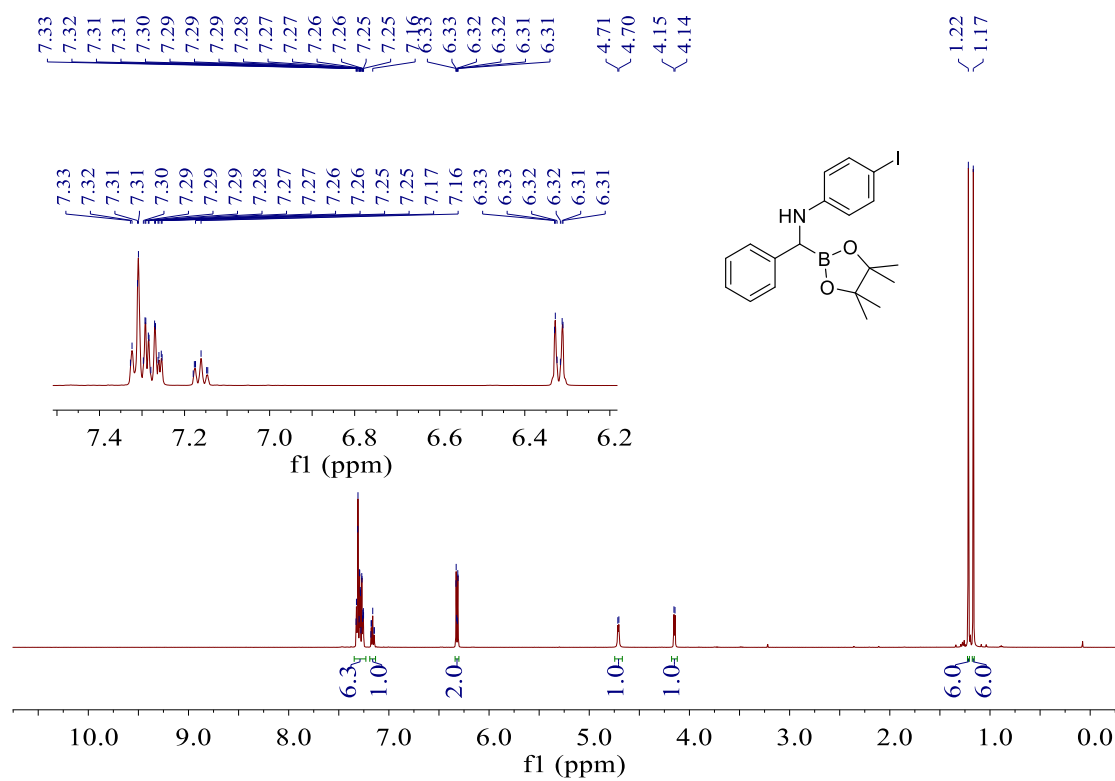 7.33 7.32 7.31 7.31 7.30 7.29 7.29 7.29 7.28 7.27 7.27 7.26 7.26 7.25 7.25 7.16 6.33 6.33 6.32 6.32 6.31 6.31 4.71 4.70 4.15 4.14 1.22 1.17
7.33 7.32 7.31 7.31 7.30 7.29 7.29 7.29 7.28 7.27 7.27 7.26 7.26 7.25 7.25 7.17 7.16 6.33 6.33 6.32 6.32 6.31 6.31
I
HN
B
O
O
7.4 7.2 7.0 6.8 6.6 6.4 6.2
f1 (ppm)
6.3 1.0 2.0 1.0 1.0 6.0 6.0
10.0 9.0 8.0 7.0 6.0 5.0 4.0 3.0 2.0 1.0 0.0
f1 (ppm)